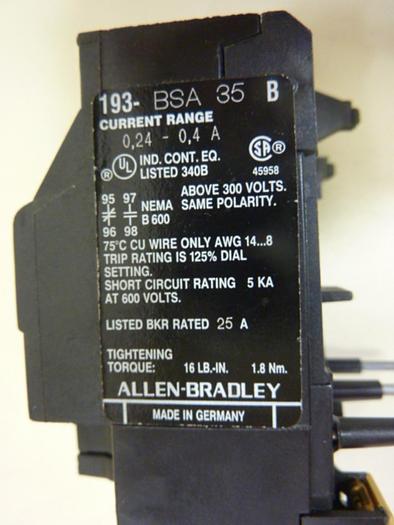 193- BSA 35 B
CURRENT RANGE
0,24 - 0,4 A
® UL IND. CONT. EQ.
LISTED 340B
SA ®
45958
ABOVE 300 VOLTS.
95 97 NEMA SAME POLARITY.
B 600
96 98
75°C CU WIRE ONLY AWG 14...8
TRIP RATING IS 125% DIAL
SETTING.
SHORT CIRCUIT RATING 5 KA
AT 600 VOLTS.
LISTED BKR RATED 25 A
TIGHTENING
TORQUE: 16 LB.-IN. 1.8 Nm.
ALLEN-BRADLEY
MADE IN GERMANY